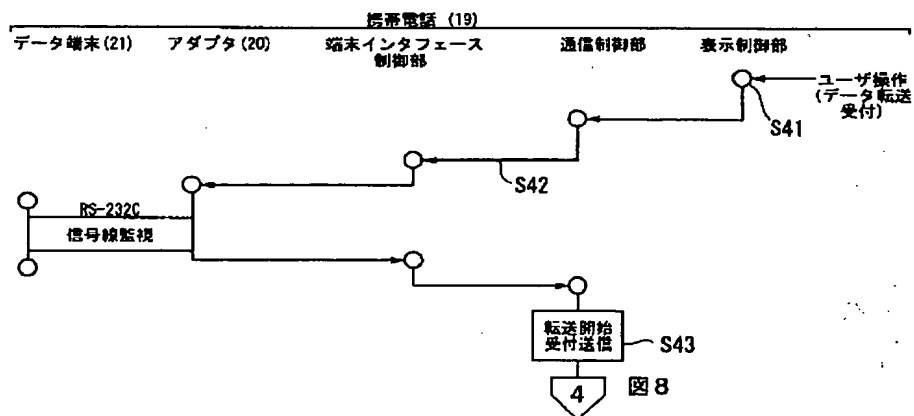 携帯電話 (19)
データ端末(21) アダプタ(20) 端末インタフェース 通信制御部 表示制御部
制御部
ユーザ操作
(データ転送
受付)
S41
S42
RS-232C
信号線監視
転送開始
受付送信
S43
4
図8